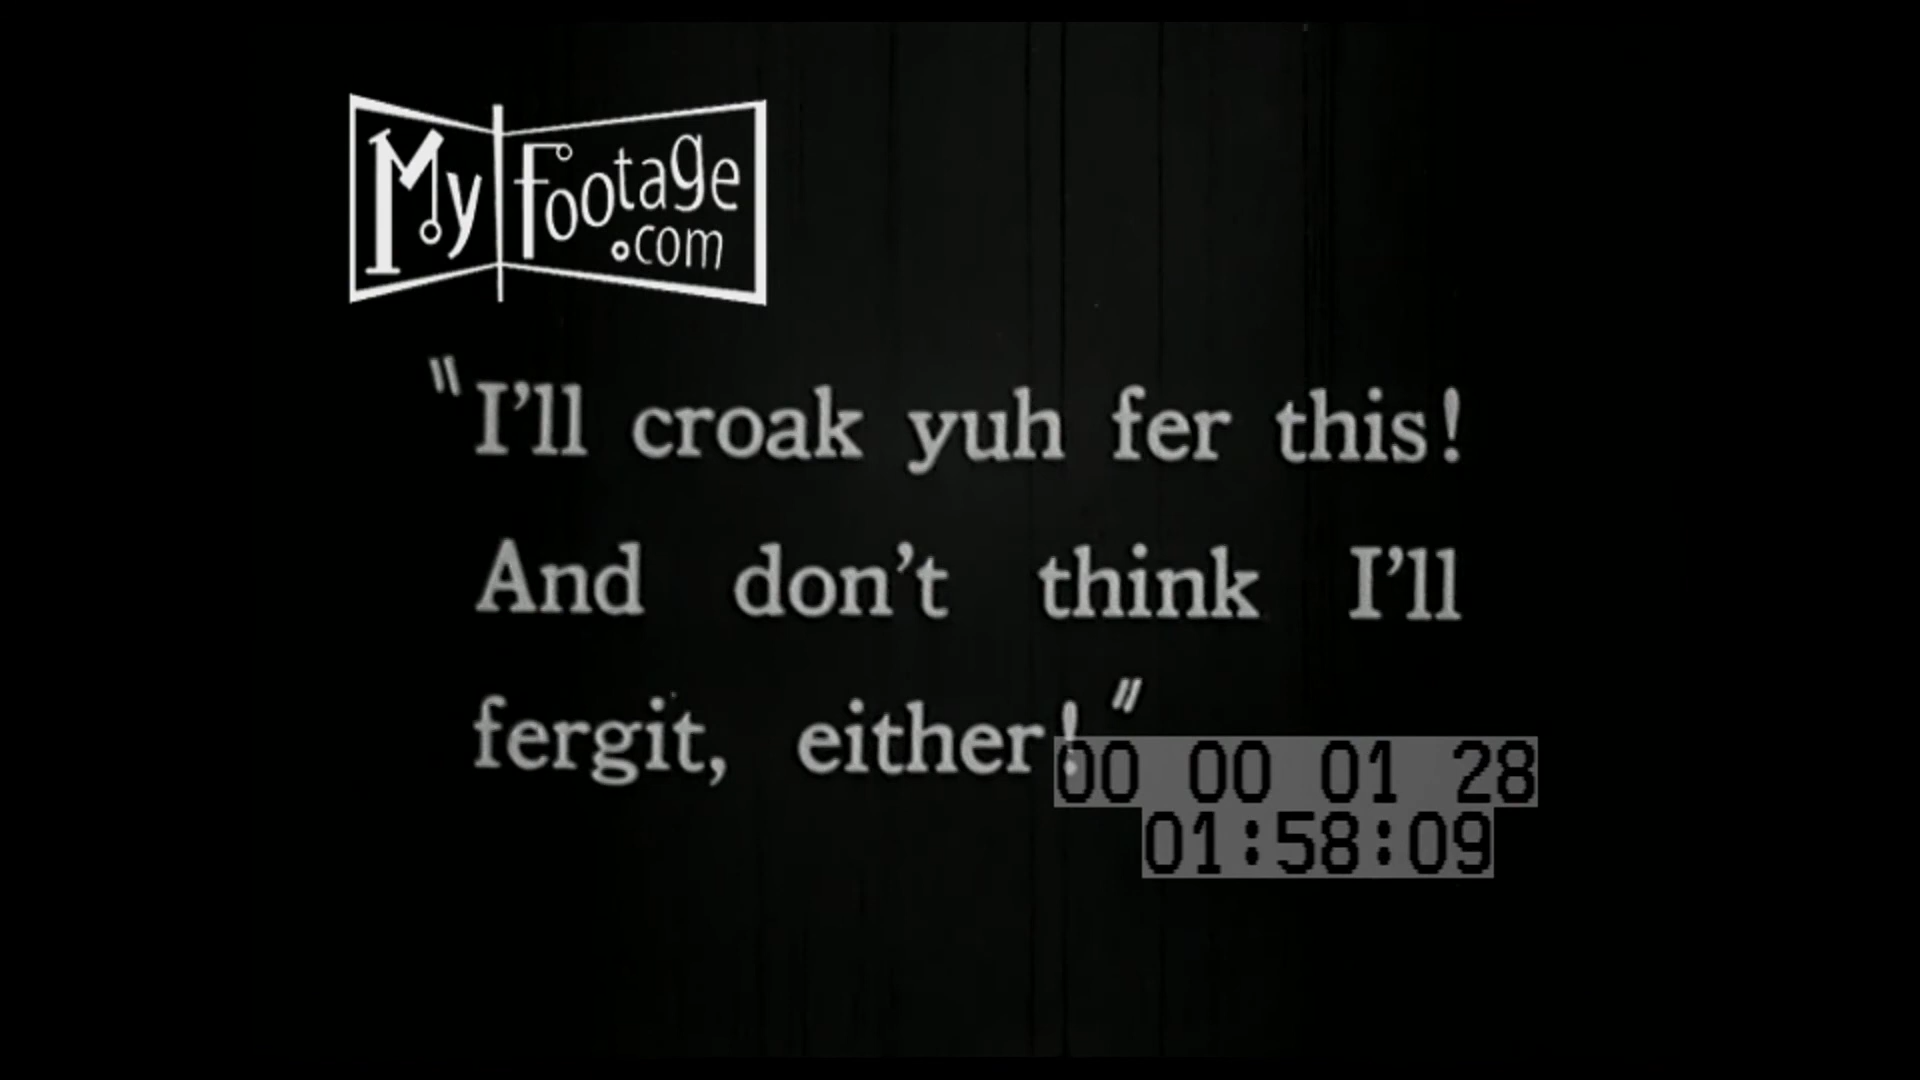 My Footage
.com
"I'll croak yuh fer this!
And don't think I'll
fergit, either!"
00 00 01 28
01:58:09